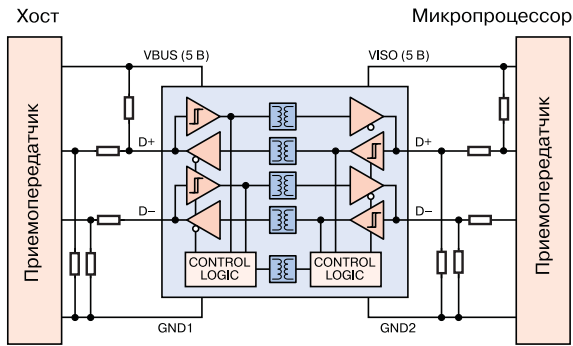 Хост
Микропроцессор
VBUS (5 В)
VISO (5 В)
Приемопередатчик
D+
D+
D−
D−
CONTROL
LOGIC
CONTROL
LOGIC
GND1
GND2
Приемопередатчик